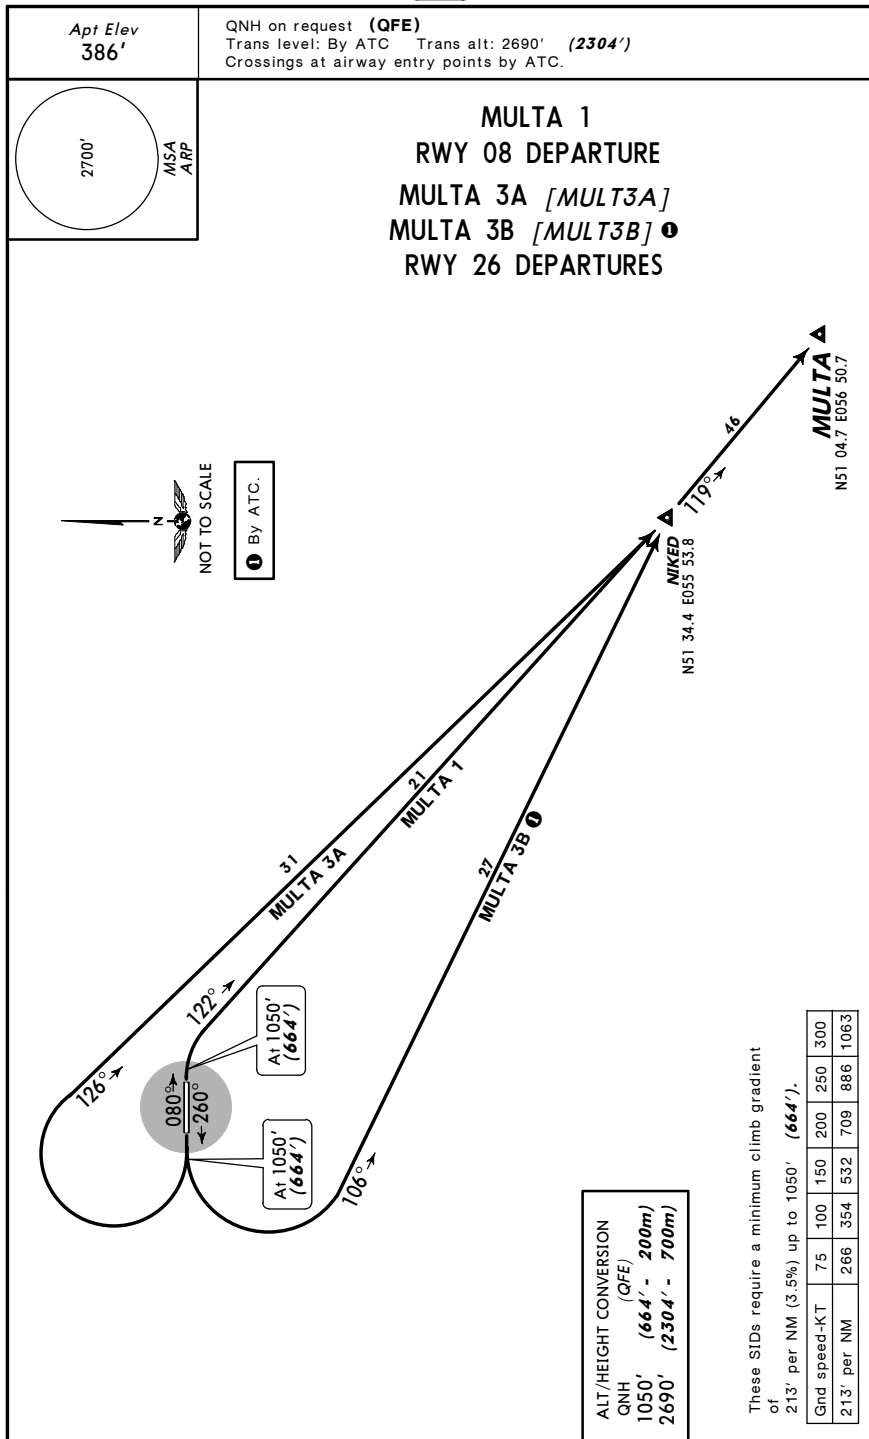 Apt Elev
386'
QNH on request (QFE)
Trans level: By ATC Trans alt: 2690' (2304')
Crossings at airway entry points by ATC.
2700'
MSA
ARP
MULTA 1
RWY 08 DEPARTURE
MULTA 3A [MULT3A]
MULTA 3B [MULT3B] ❶
RWY 26 DEPARTURES
MULTA
N51 04.7 E056 50.7
46
119°
NIKED
N51 34.4 E055 53.8
N
NOT TO SCALE
❶ By ATC.
31
MULTA 3A
21
MULTA 1
27
MULTA 3B ❶
126°
122°
106°
080°
260°
At 1050'
(664')
At 1050'
(664')
ALT/HEIGHT CONVERSION
QNH (QFE)
1050' (664' - 200m)
2690' (2304' - 700m)
These SIDs require a minimum climb gradient
of
213' per NM (3.5%) up to 1050' (664').
Gnd speed-KT 75 100 150 200 250 300
213' per NM 266 354 532 709 886 1063